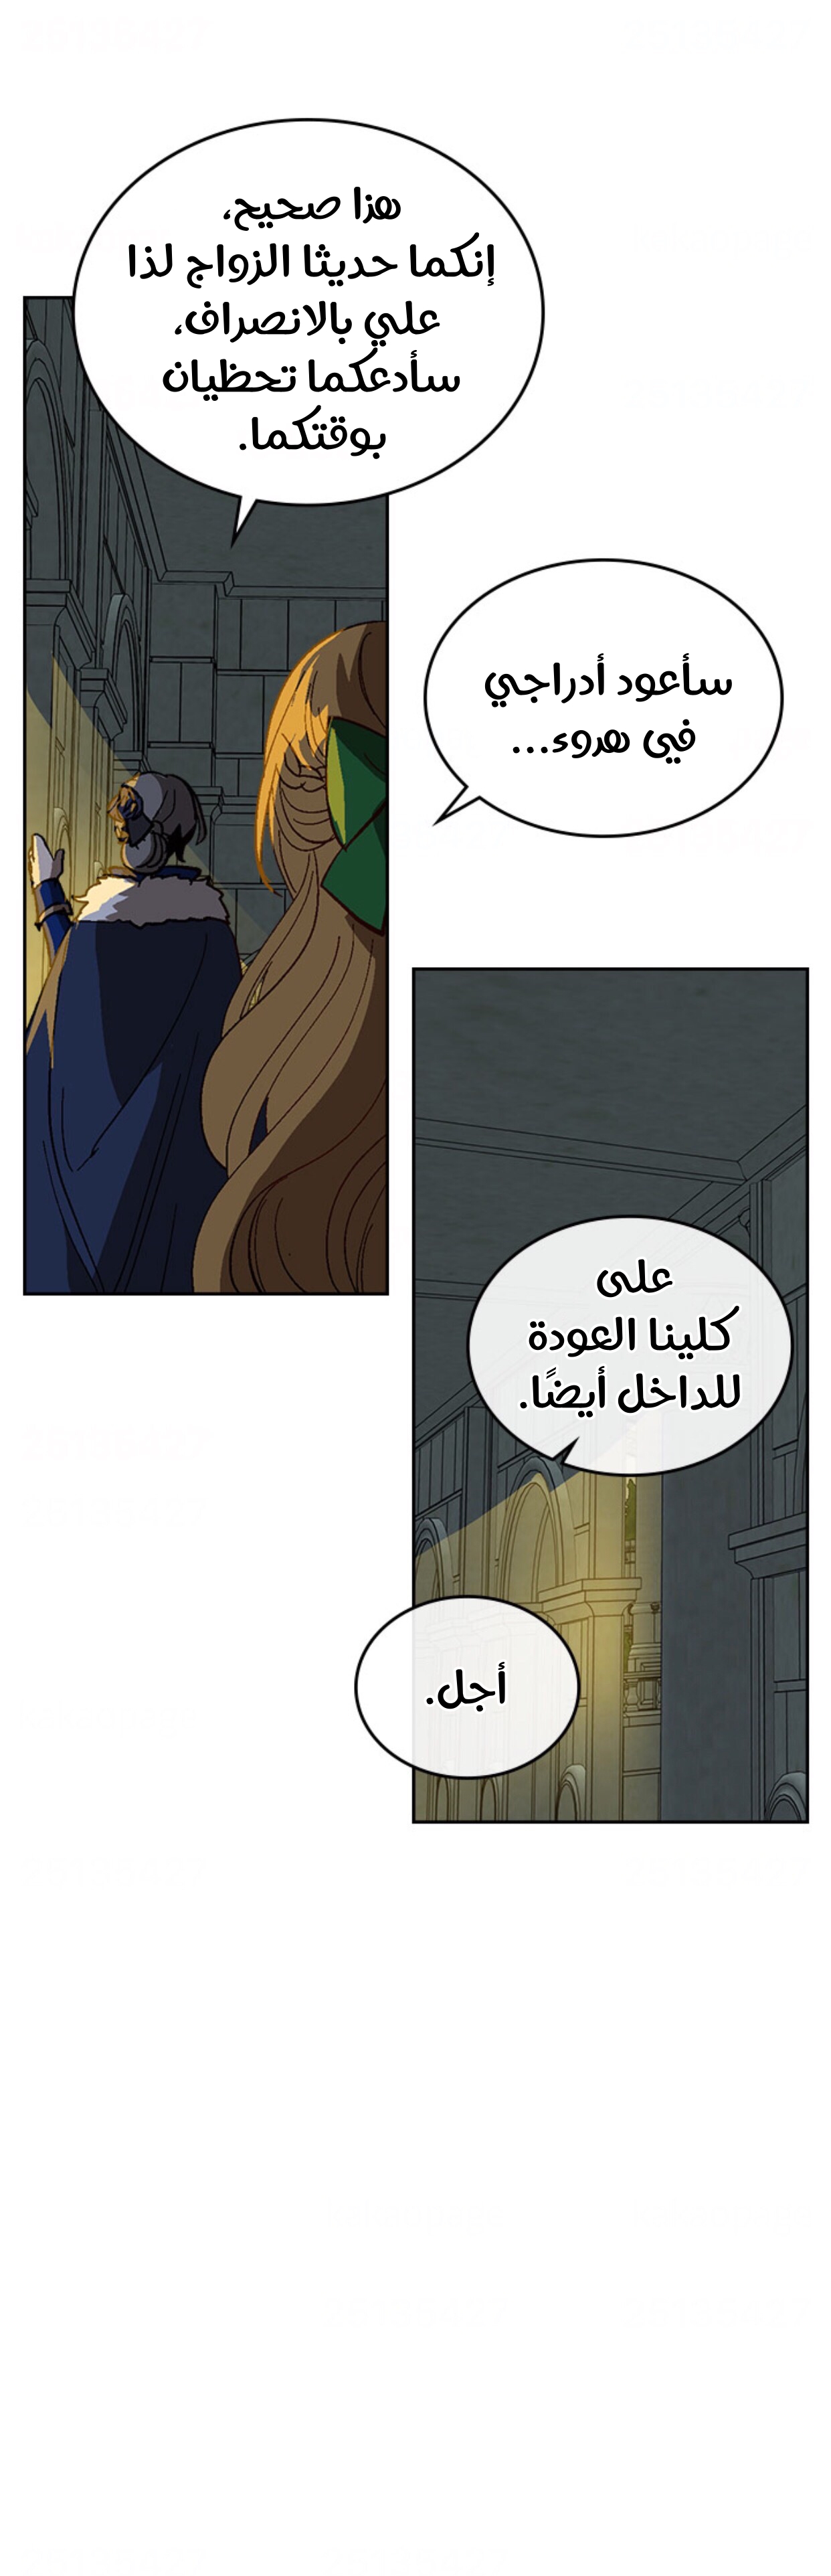 هذا صحيح،
إنكما حديثا الزواج لذا
علي بالانصراف،
سأدعكما تحظيان
بوقتكما.
سأعود أدراجي
في هدوء...
على
كلينا العودة
للداخل أيضًا.
أجل.